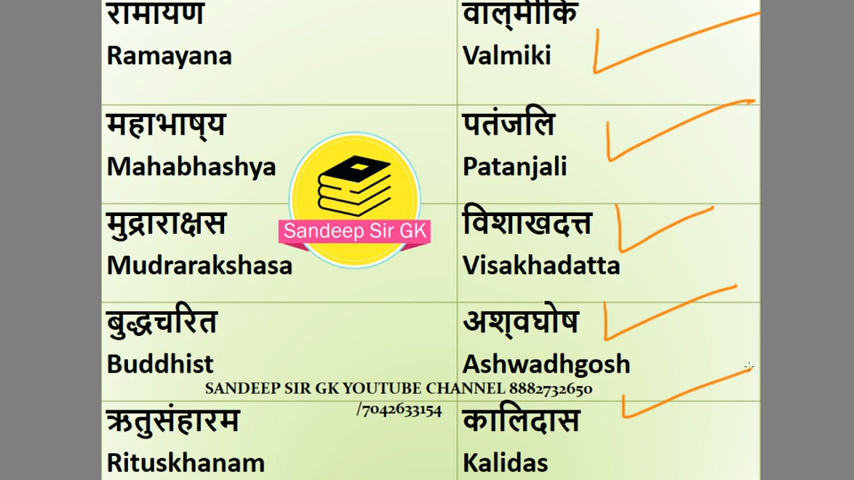 रामायण वाल्मीकि
Ramayana Valmiki
महाभाष्य पतंजलि
Mahabhashya Patanjali
मुद्राराक्षस विशाखदत्त
Sandeep Sir GK
Mudrarakshasa Visakhadatta
बुद्धचरित अश्वघोष
Buddhist Ashwadhgosh
SANDEEP SIR GK YOUTUBE CHANNEL 8882732650
/7042633154
ऋतुसंहारम कालिदास
Rituskhanam Kalidas